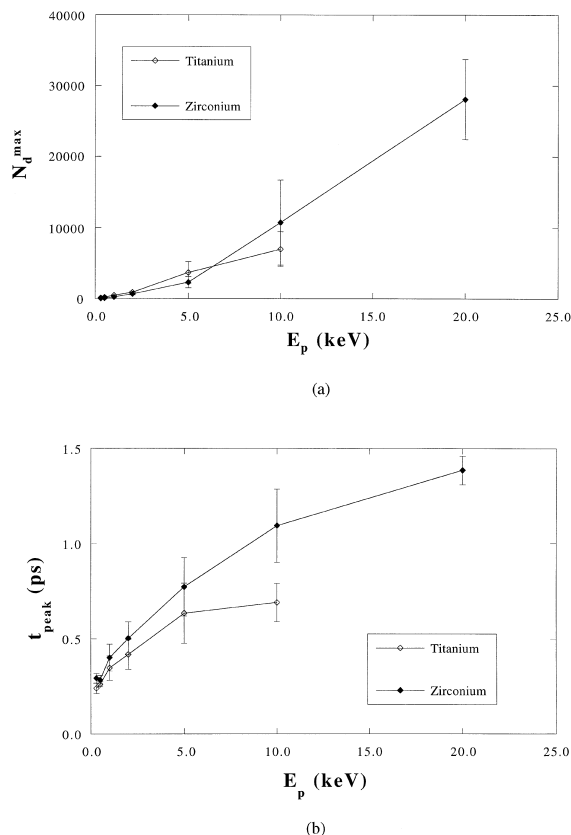 40000
30000
20000
10000
0
N_d^max
Titanium
Zirconium
0.0 5.0 10.0 15.0 20.0 25.0
E_p (keV)
(a)
1.5
1.0
0.5
0.0
t_peak (ps)
Titanium
Zirconium
0.0 5.0 10.0 15.0 20.0 25.0
E_p (keV)
(b)